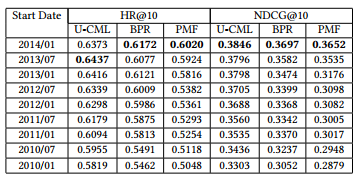 Start Date HR@10 NDCG@10
U-CML BPR PMF U-CML BPR PMF
2014/01 0.6373 0.6172 0.6020 0.3846 0.3697 0.3652
2013/07 0.6437 0.6077 0.5924 0.3796 0.3582 0.3535
2013/01 0.6416 0.6121 0.5816 0.3798 0.3474 0.3176
2012/07 0.6339 0.6009 0.5382 0.3705 0.3399 0.3098
2012/01 0.6298 0.5986 0.5361 0.3688 0.3368 0.3082
2011/07 0.6179 0.5875 0.5293 0.3560 0.3342 0.3005
2011/01 0.6094 0.5813 0.5254 0.3535 0.3370 0.3017
2010/07 0.5955 0.5491 0.5118 0.3436 0.3237 0.2948
2010/01 0.5819 0.5462 0.5048 0.3303 0.3052 0.2879